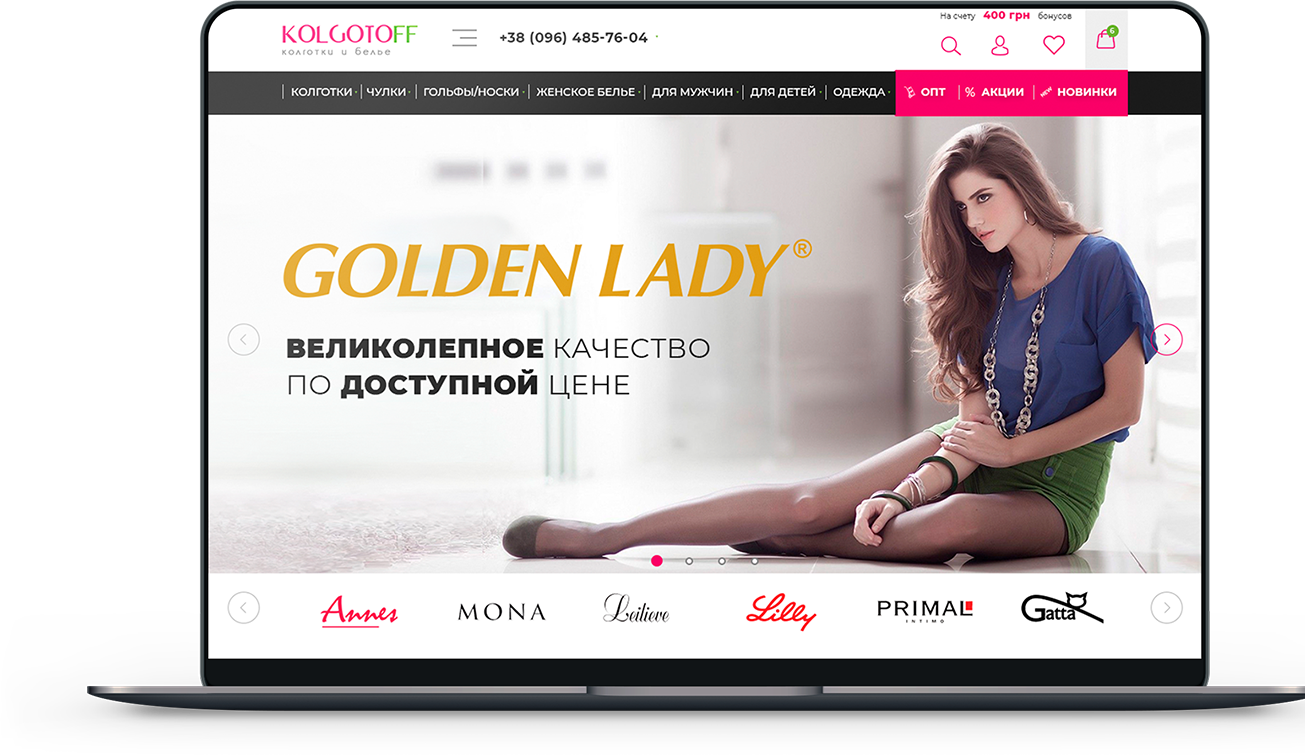 На счету 400 грн бонусов
KOLGOTOFF
колготки и белье
+38 (096) 485-76-04
6
КОЛГОТКИ ЧУЛКИ ГОЛЬФЫ/НОСКИ ЖЕНСКОЕ БЕЛЬЕ ДЛЯ МУЖЧИН ДЛЯ ДЕТЕЙ ОДЕЖДА ОПТ % АКЦИИ NEW НОВИНКИ
GOLDEN LADY®
ВЕЛИКОЛЕПНОЕ КАЧЕСТВО
ПО ДОСТУПНОЙ ЦЕНЕ
Annes MONA Leilieve Lilly PRIMAL INTIMO Gatta